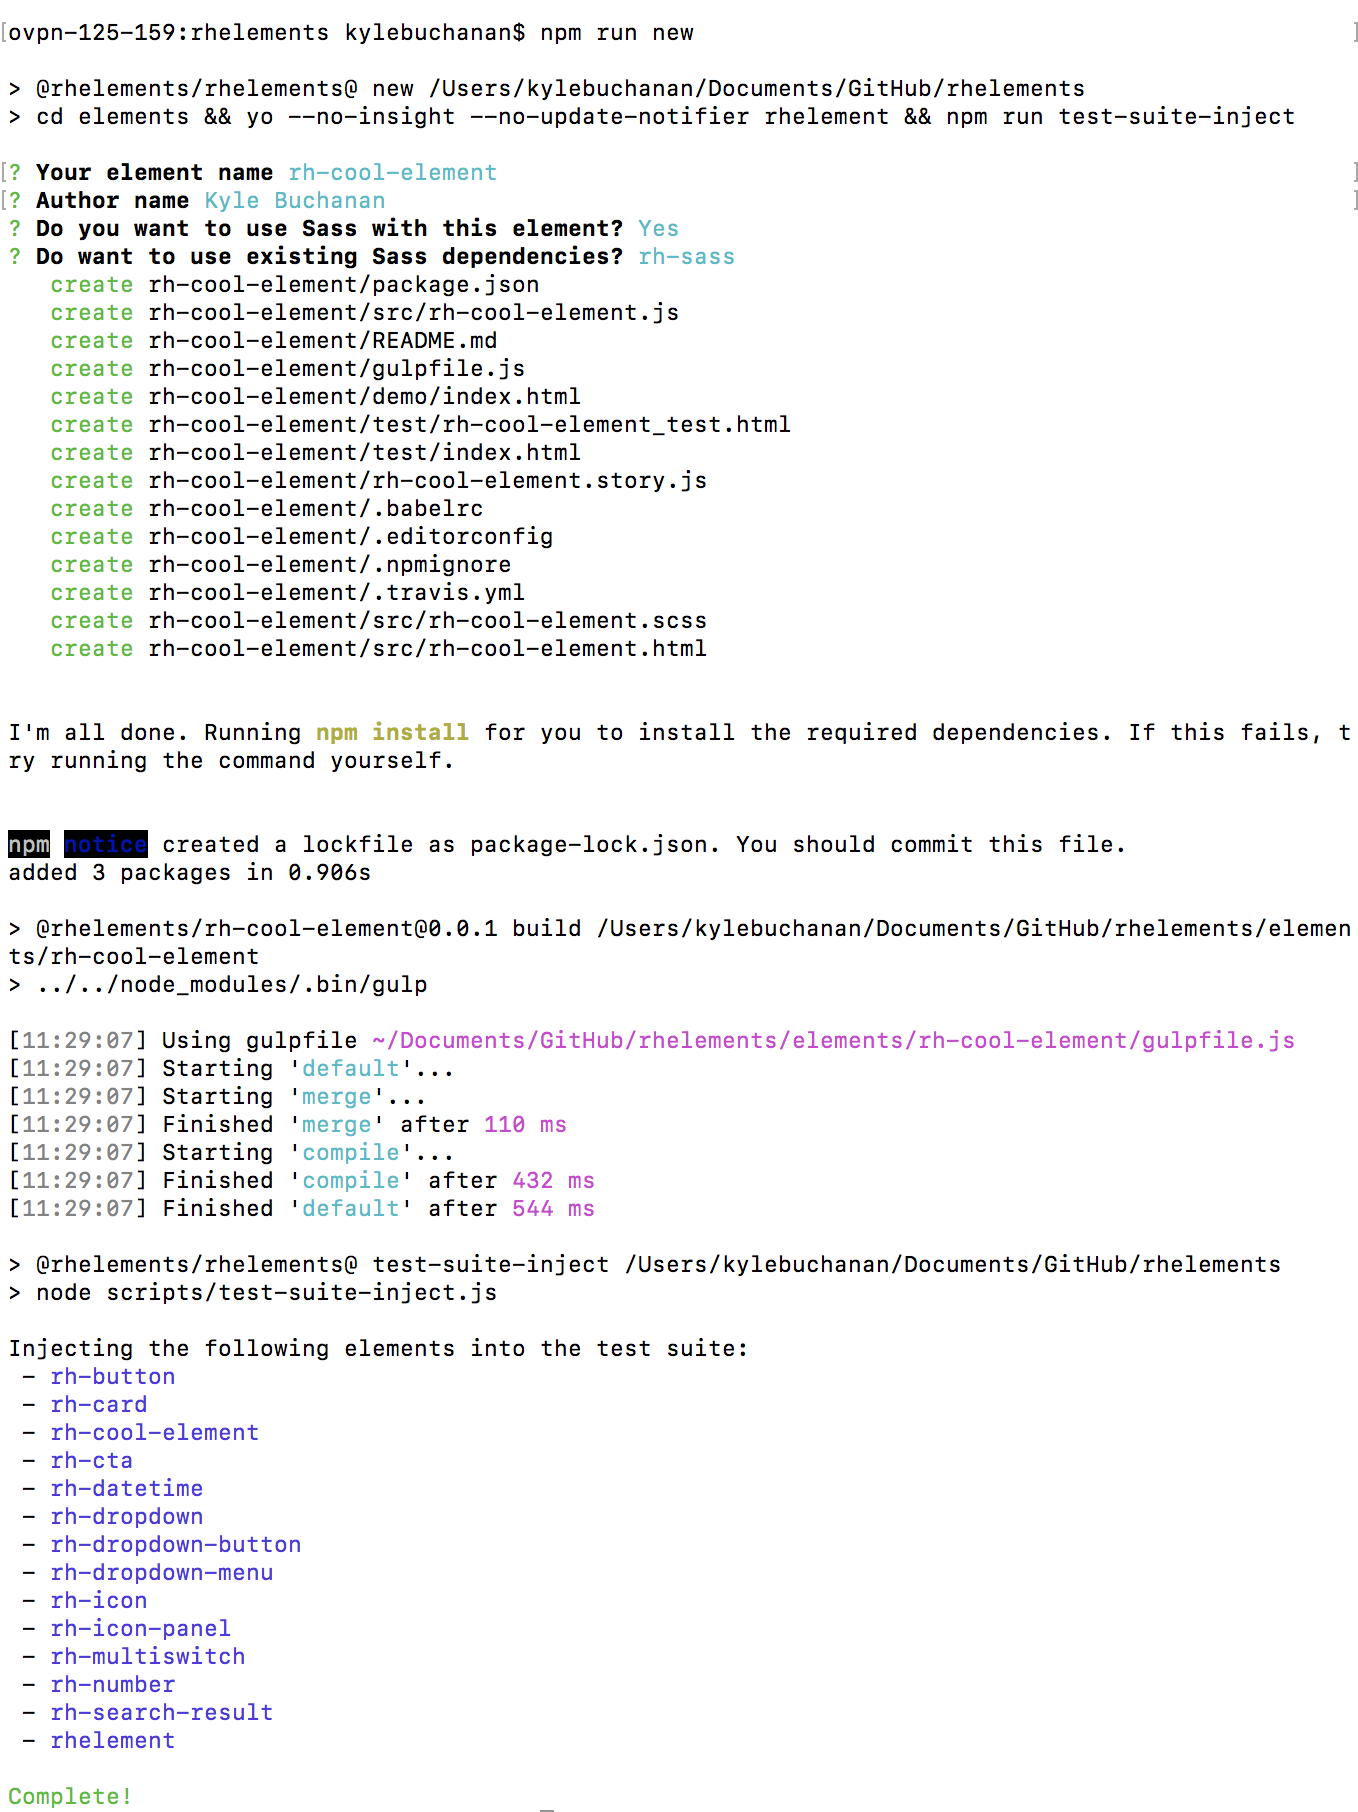 [ovpn-125-159:rhelements kylebuchanan$ npm run new ]
> @rhelements/rhelements@ new /Users/kylebuchanan/Documents/GitHub/rhelements
> cd elements && yo --no-insight --no-update-notifier rhelement && npm run test-suite-inject
[? Your element name rh-cool-element ]
[? Author name Kyle Buchanan ]
? Do you want to use Sass with this element? Yes
? Do want to use existing Sass dependencies? rh-sass
create rh-cool-element/package.json
create rh-cool-element/src/rh-cool-element.js
create rh-cool-element/README.md
create rh-cool-element/gulpfile.js
create rh-cool-element/demo/index.html
create rh-cool-element/test/rh-cool-element_test.html
create rh-cool-element/test/index.html
create rh-cool-element/rh-cool-element.story.js
create rh-cool-element/.babelrc
create rh-cool-element/.editorconfig
create rh-cool-element/.npmignore
create rh-cool-element/.travis.yml
create rh-cool-element/src/rh-cool-element.scss
create rh-cool-element/src/rh-cool-element.html
I'm all done. Running npm install for you to install the required dependencies. If this fails, t
ry running the command yourself.
npm notice created a lockfile as package-lock.json. You should commit this file.
added 3 packages in 0.906s
> @rhelements/rh-cool-element@0.0.1 build /Users/kylebuchanan/Documents/GitHub/rhelements/elemen
ts/rh-cool-element
> ../../node_modules/.bin/gulp
[11:29:07] Using gulpfile ~/Documents/GitHub/rhelements/elements/rh-cool-element/gulpfile.js
[11:29:07] Starting 'default'...
[11:29:07] Starting 'merge'...
[11:29:07] Finished 'merge' after 110 ms
[11:29:07] Starting 'compile'...
[11:29:07] Finished 'compile' after 432 ms
[11:29:07] Finished 'default' after 544 ms
> @rhelements/rhelements@ test-suite-inject /Users/kylebuchanan/Documents/GitHub/rhelements
> node scripts/test-suite-inject.js
Injecting the following elements into the test suite:
- rh-button
- rh-card
- rh-cool-element
- rh-cta
- rh-datetime
- rh-dropdown
- rh-dropdown-button
- rh-dropdown-menu
- rh-icon
- rh-icon-panel
- rh-multiswitch
- rh-number
- rh-search-result
- rhelement
Complete!